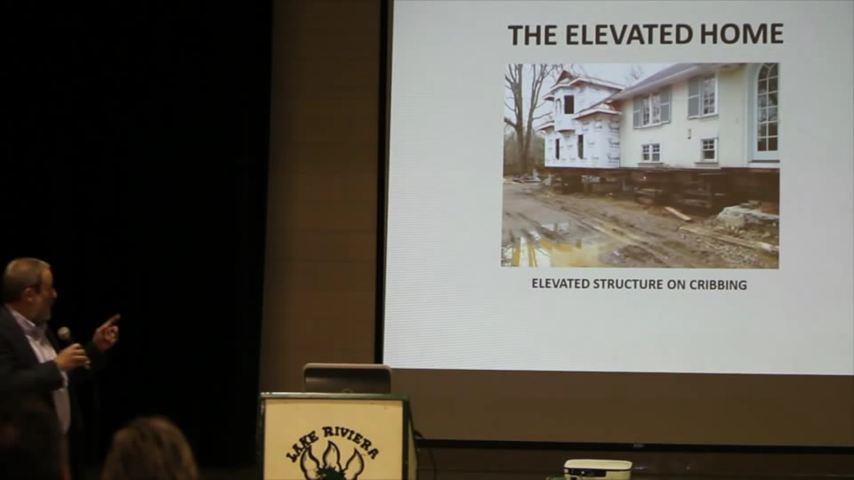 THE ELEVATED HOME
ELEVATED STRUCTURE ON CRIBBING
LAKE RIVIERA